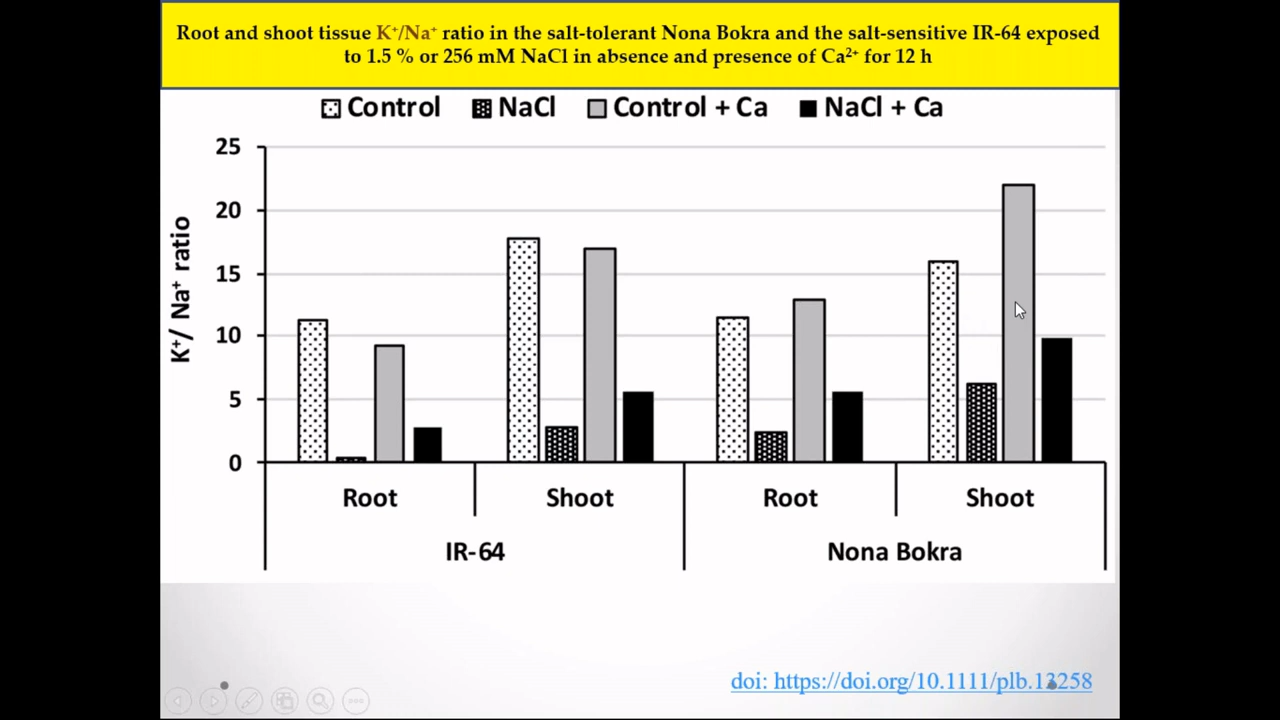 Root and shoot tissue K⁺/Na⁺ ratio in the salt-tolerant Nona Bokra and the salt-sensitive IR-64 exposed
to 1.5 % or 256 mM NaCl in absence and presence of Ca²⁺ for 12 h
Control NaCl Control + Ca NaCl + Ca
K⁺/ Na⁺ ratio
25
20
15
10
5
0
Root Shoot Root Shoot
IR-64 Nona Bokra
doi: https://doi.org/10.1111/plb.13258